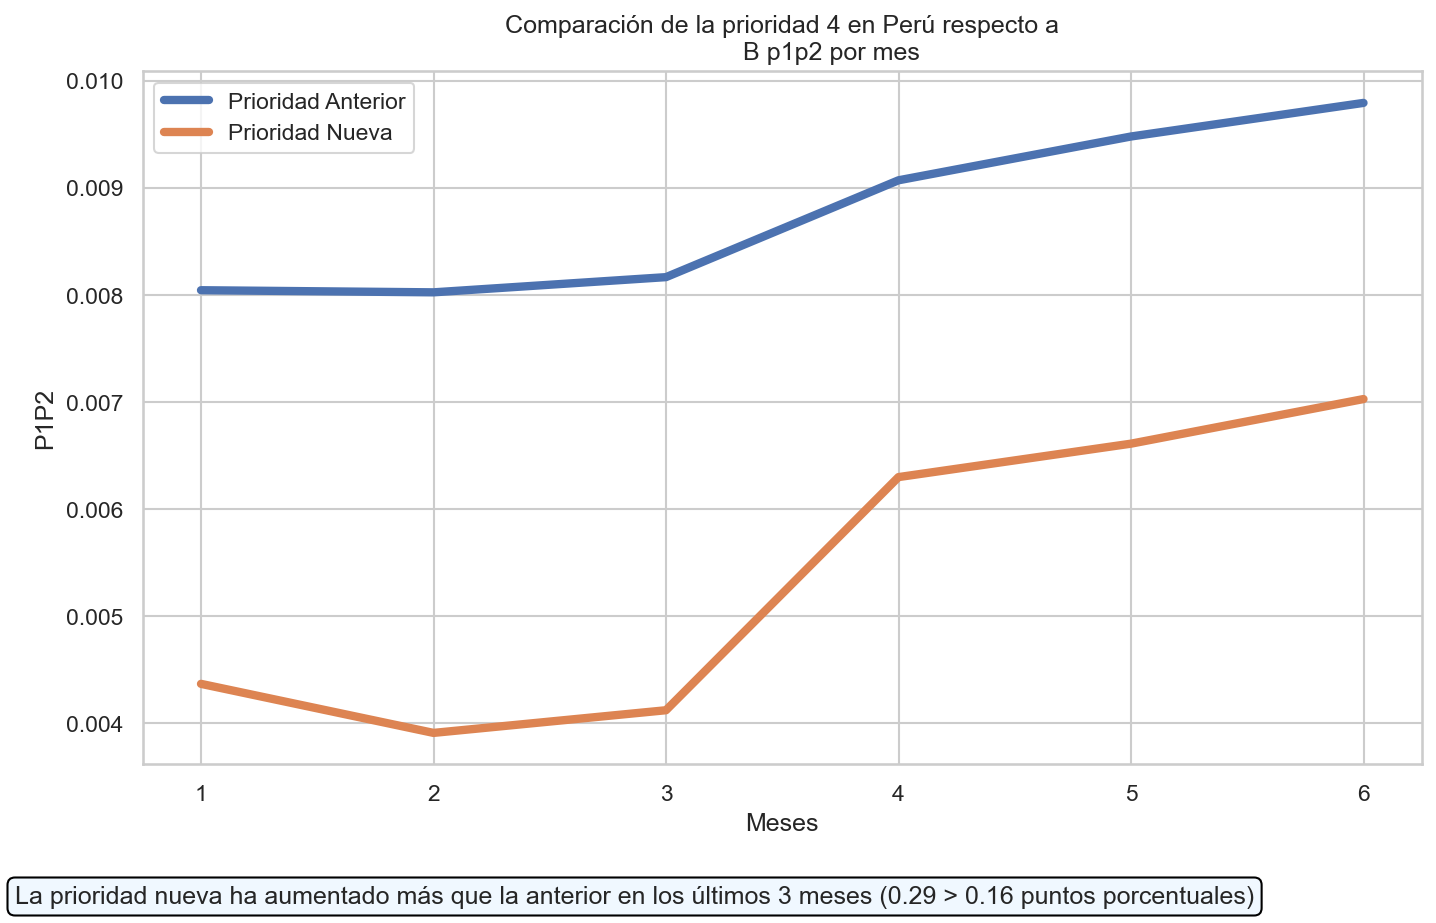 Comparación de la prioridad 4 en Perú respecto a
B p1p2 por mes
0.010
0.009
0.008
0.007
0.006
0.005
0.004
P1P2
Prioridad Anterior
Prioridad Nueva
1 2 3 4 5 6
Meses
La prioridad nueva ha aumentado más que la anterior en los últimos 3 meses (0.29 > 0.16 puntos porcentuales)